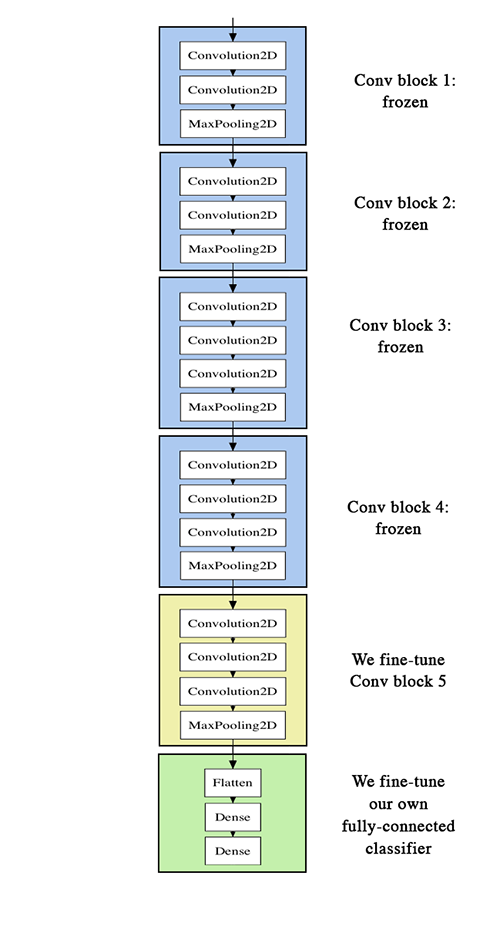 Convolution2D
Convolution2D
MaxPooling2D
Conv block 1:
frozen
Convolution2D
Convolution2D
MaxPooling2D
Conv block 2:
frozen
Convolution2D
Convolution2D
Convolution2D
MaxPooling2D
Conv block 3:
frozen
Convolution2D
Convolution2D
Convolution2D
MaxPooling2D
Conv block 4:
frozen
Convolution2D
Convolution2D
Convolution2D
MaxPooling2D
We fine-tune
Conv block 5
Flatten
Dense
Dense
We fine-tune
our own
fully-connected
classifier